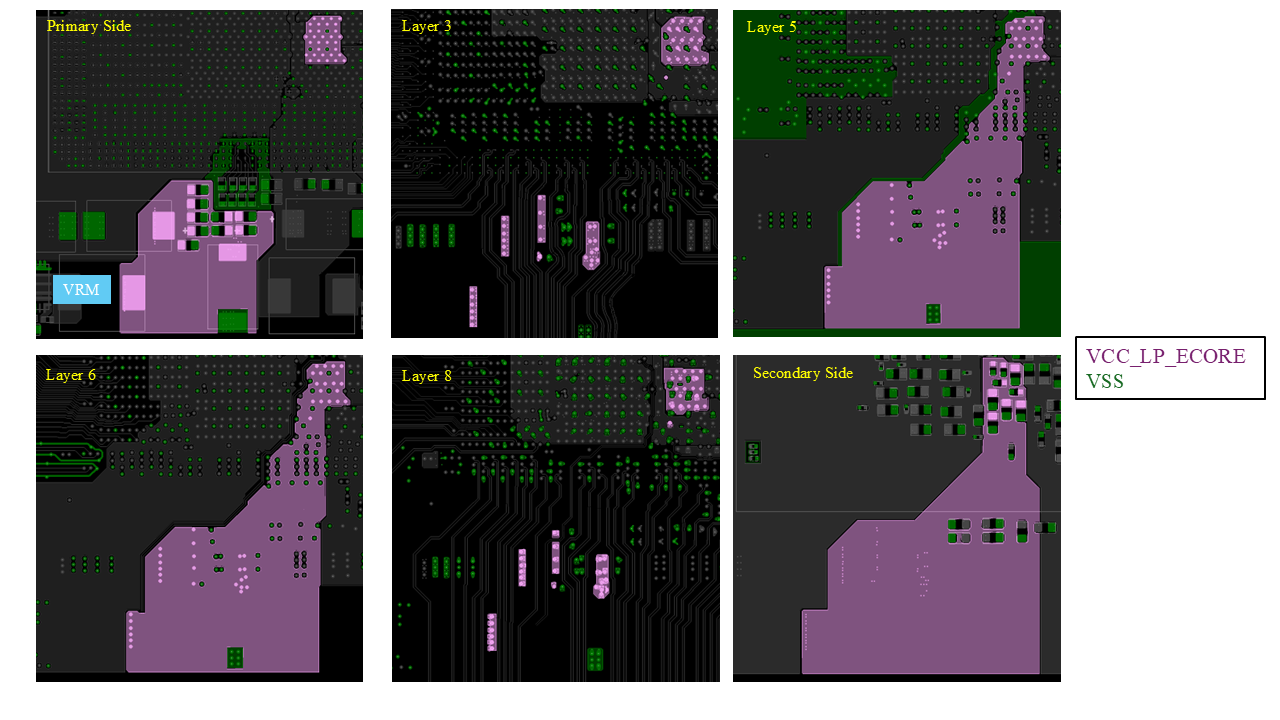 Primary Side
Layer 3
Layer 5
VRM
Layer 6
Layer 8
Secondary Side
VCC_LP_ECORE
VSS